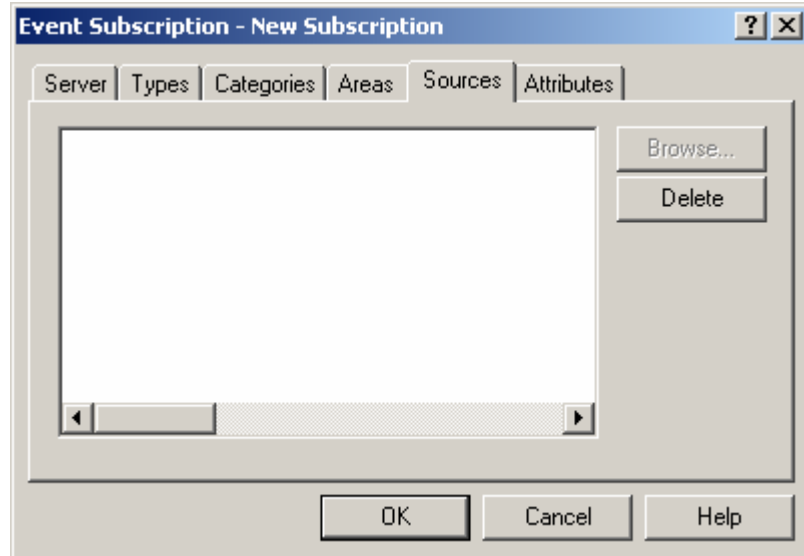 Event Subscription - New Subscription
Server Types Categories Areas Sources Attributes
Browse...
Delete
OK Cancel Help